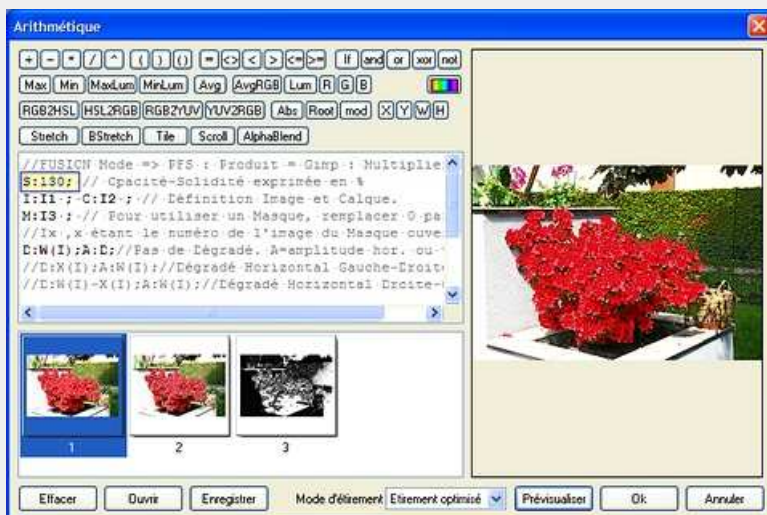 Arithmétique
+ - * / ^ ( ) () = <> < > <= >= If and or xor not
Max Min MaxLum MinLum Avg AvgRGB Lum R G B
RGB2HSL HSL2RGB RGB2YUV YUV2RGB Abs Root mod X Y W H
Stretch BStretch Tile Scroll AlphaBlend
//FUSION Mode => PFS : Produit = Gimp : Multiplie
S:130; // Opacité-Solidité exprimée en %
I:I1 ; C:I2 ; // Définition Image et Calque.
M:I3 ; // Pour utiliser un Masque, remplacer 0 pa
//Ix ,x étant le numéro de l'image du Masque ouve
D:W(I);A:D;//Pas de Dégradé. A=amplitude hor. ou
//D:X(I);A:W(I);//Dégradé Horizontal Gauche-Droite
//D:W(I)-X(I);A:W(I);//Dégradé Horizontal Droite-
1 2 3
Effacer Ouvrir Enregistrer Mode d'étirement Etirement optimisé Prévisualiser Ok Annuler